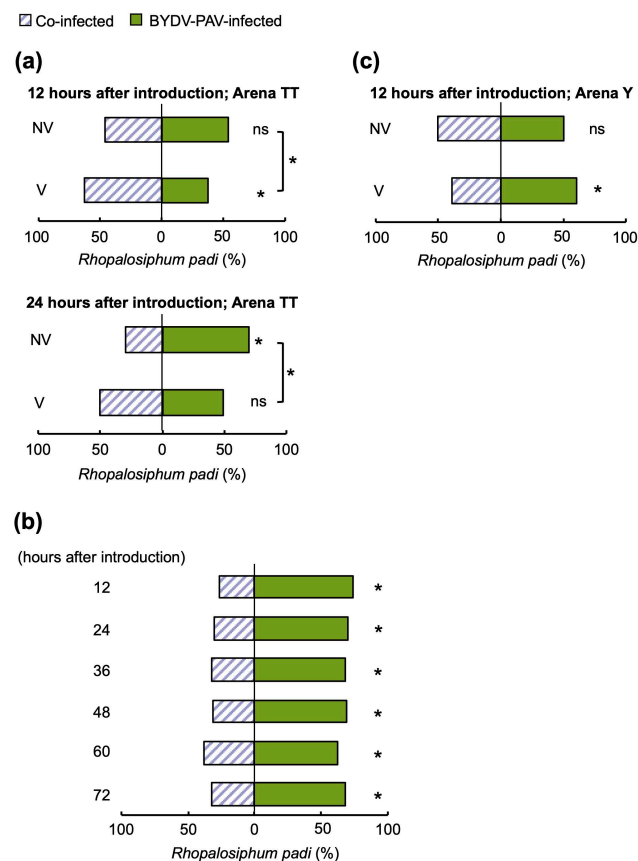 Co-infected BYDV-PAV-infected
(a)
12 hours after introduction; Arena TT
NV ns
*
V *
100 50 0 50 100
Rhopalosiphum padi (%)
24 hours after introduction; Arena TT
NV *
*
V ns
100 50 0 50 100
Rhopalosiphum padi (%)
(c)
12 hours after introduction; Arena Y
NV ns
V *
100 50 0 50 100
Rhopalosiphum padi (%)
(b)
(hours after introduction)
12 *
24 *
36 *
48 *
60 *
72 *
100 50 0 50 100
Rhopalosiphum padi (%)